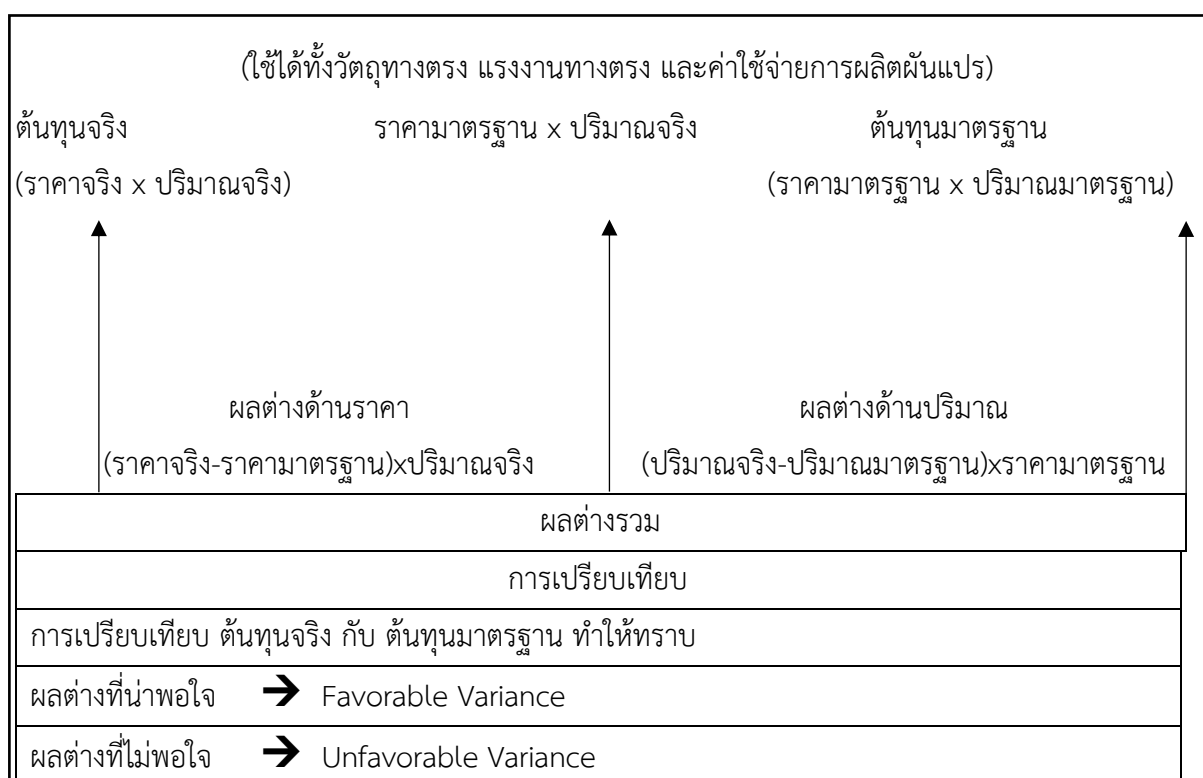 (ใช้ได้ทั้งวัตถุทางตรง แรงงานทางตรง และค่าใช้จ่ายการผลิตผันแปร)
ต้นทุนจริง ราคามาตรฐาน x ปริมาณจริง ต้นทุนมาตรฐาน
(ราคาจริง x ปริมาณจริง) (ราคามาตรฐาน x ปริมาณมาตรฐาน)
ผลต่างด้านราคา ผลต่างด้านปริมาณ
(ราคาจริง-ราคามาตรฐาน)xปริมาณจริง (ปริมาณจริง-ปริมาณมาตรฐาน)xราคามาตรฐาน
ผลต่างรวม
การเปรียบเทียบ
การเปรียบเทียบ ต้นทุนจริง กับ ต้นทุนมาตรฐาน ทำให้ทราบ
ผลต่างที่น่าพอใจ ➔ Favorable Variance
ผลต่างที่ไม่พอใจ ➔ Unfavorable Variance